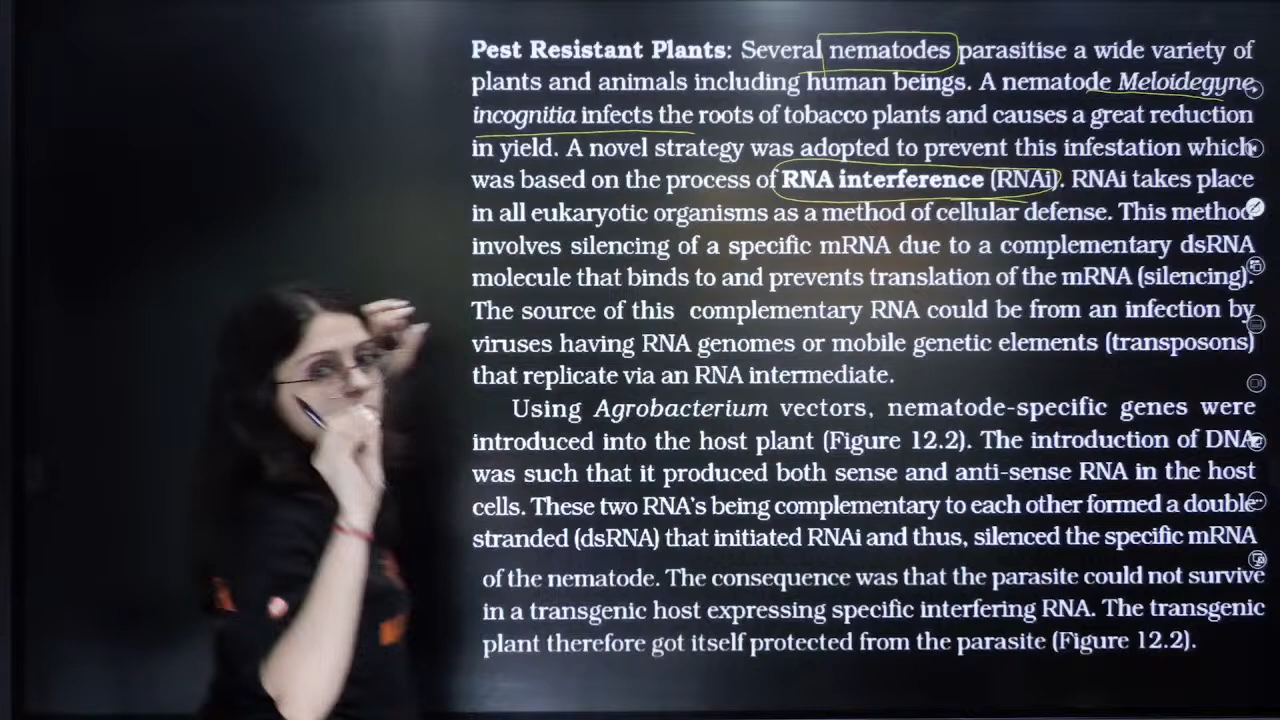 Pest Resistant Plants: Several nematodes parasitise a wide variety of
plants and animals including human beings. A nematode Meloidegyne
incognitia infects the roots of tobacco plants and causes a great reduction
in yield. A novel strategy was adopted to prevent this infestation which
was based on the process of RNA interference (RNAi). RNAi takes place
in all eukaryotic organisms as a method of cellular defense. This method
involves silencing of a specific mRNA due to a complementary dsRNA
molecule that binds to and prevents translation of the mRNA (silencing).
The source of this complementary RNA could be from an infection by
viruses having RNA genomes or mobile genetic elements (transposons)
that replicate via an RNA intermediate.
Using Agrobacterium vectors, nematode-specific genes were
introduced into the host plant (Figure 12.2). The introduction of DNA
was such that it produced both sense and anti-sense RNA in the host
cells. These two RNA's being complementary to each other formed a double
stranded (dsRNA) that initiated RNAi and thus, silenced the specific mRNA
of the nematode. The consequence was that the parasite could not survive
in a transgenic host expressing specific interfering RNA. The transgenic
plant therefore got itself protected from the parasite (Figure 12.2).